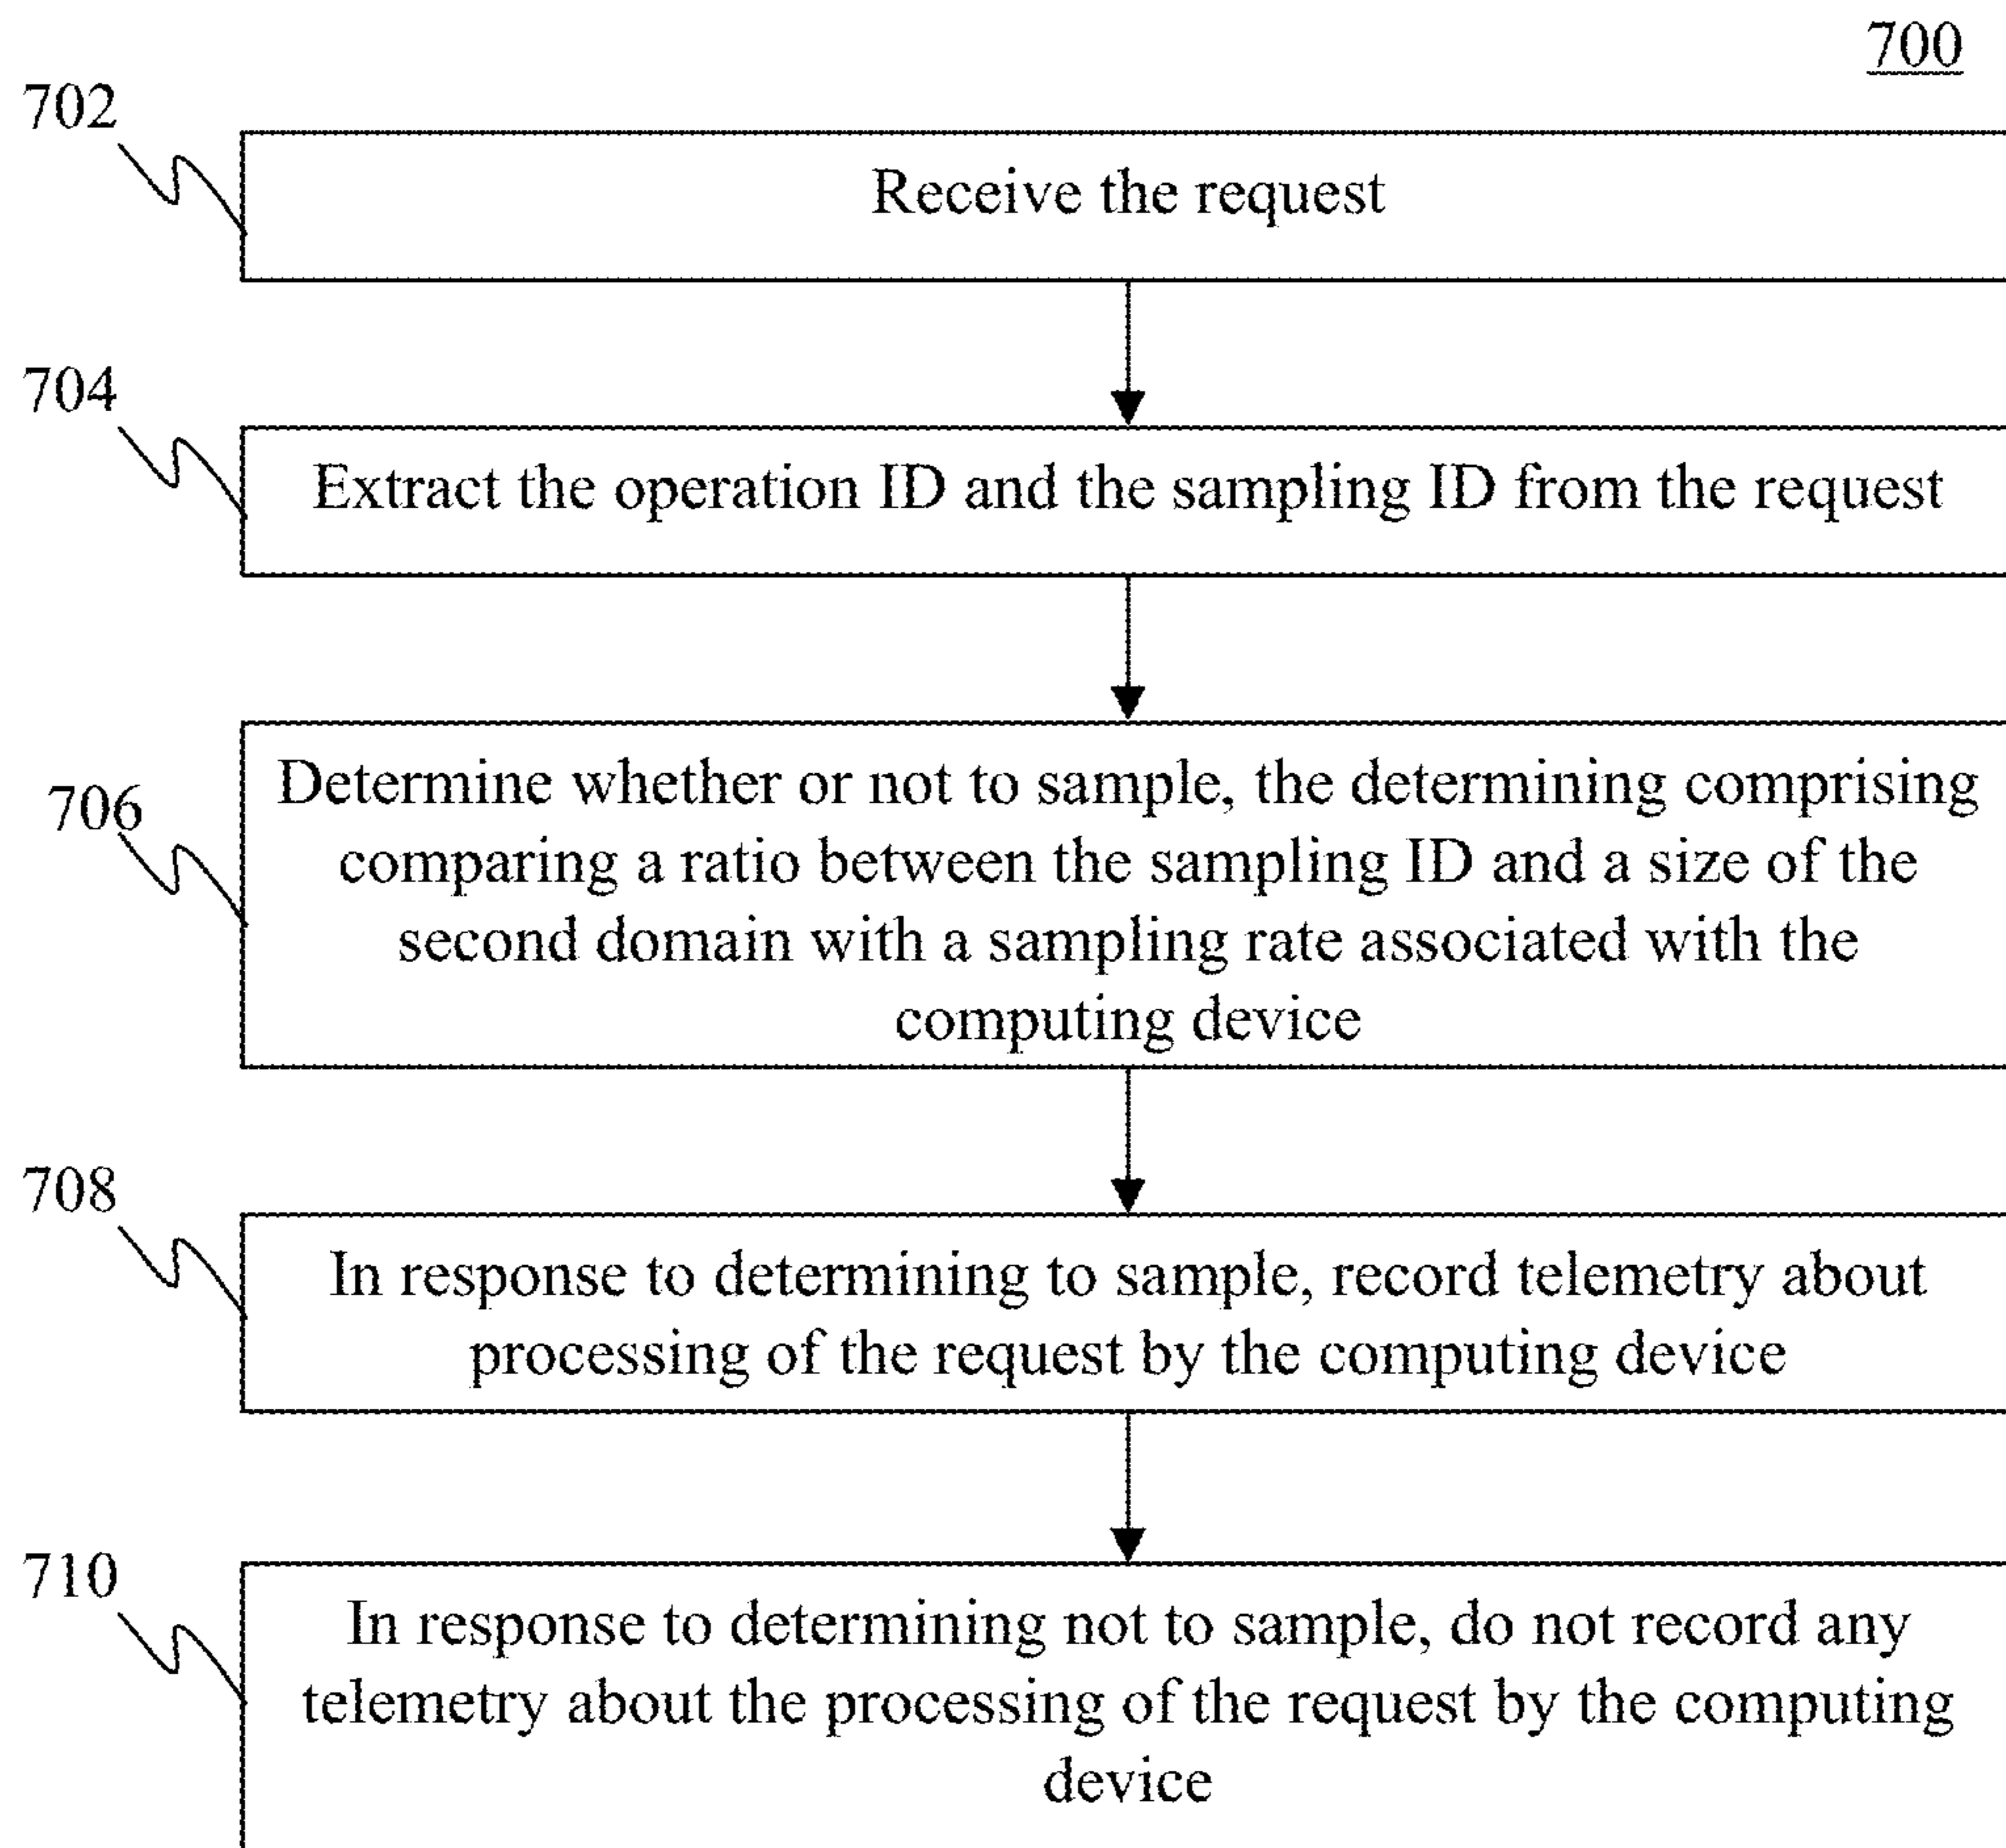 700
702
Receive the request
704
Extract the operation ID and the sampling ID from the request
706
Determine whether or not to sample, the determining comprising
comparing a ratio between the sampling ID and a size of the
second domain with a sampling rate associated with the
computing device
708
In response to determining to sample, record telemetry about
processing of the request by the computing device
710
In response to determining not to sample, do not record any
telemetry about the processing of the request by the computing
device